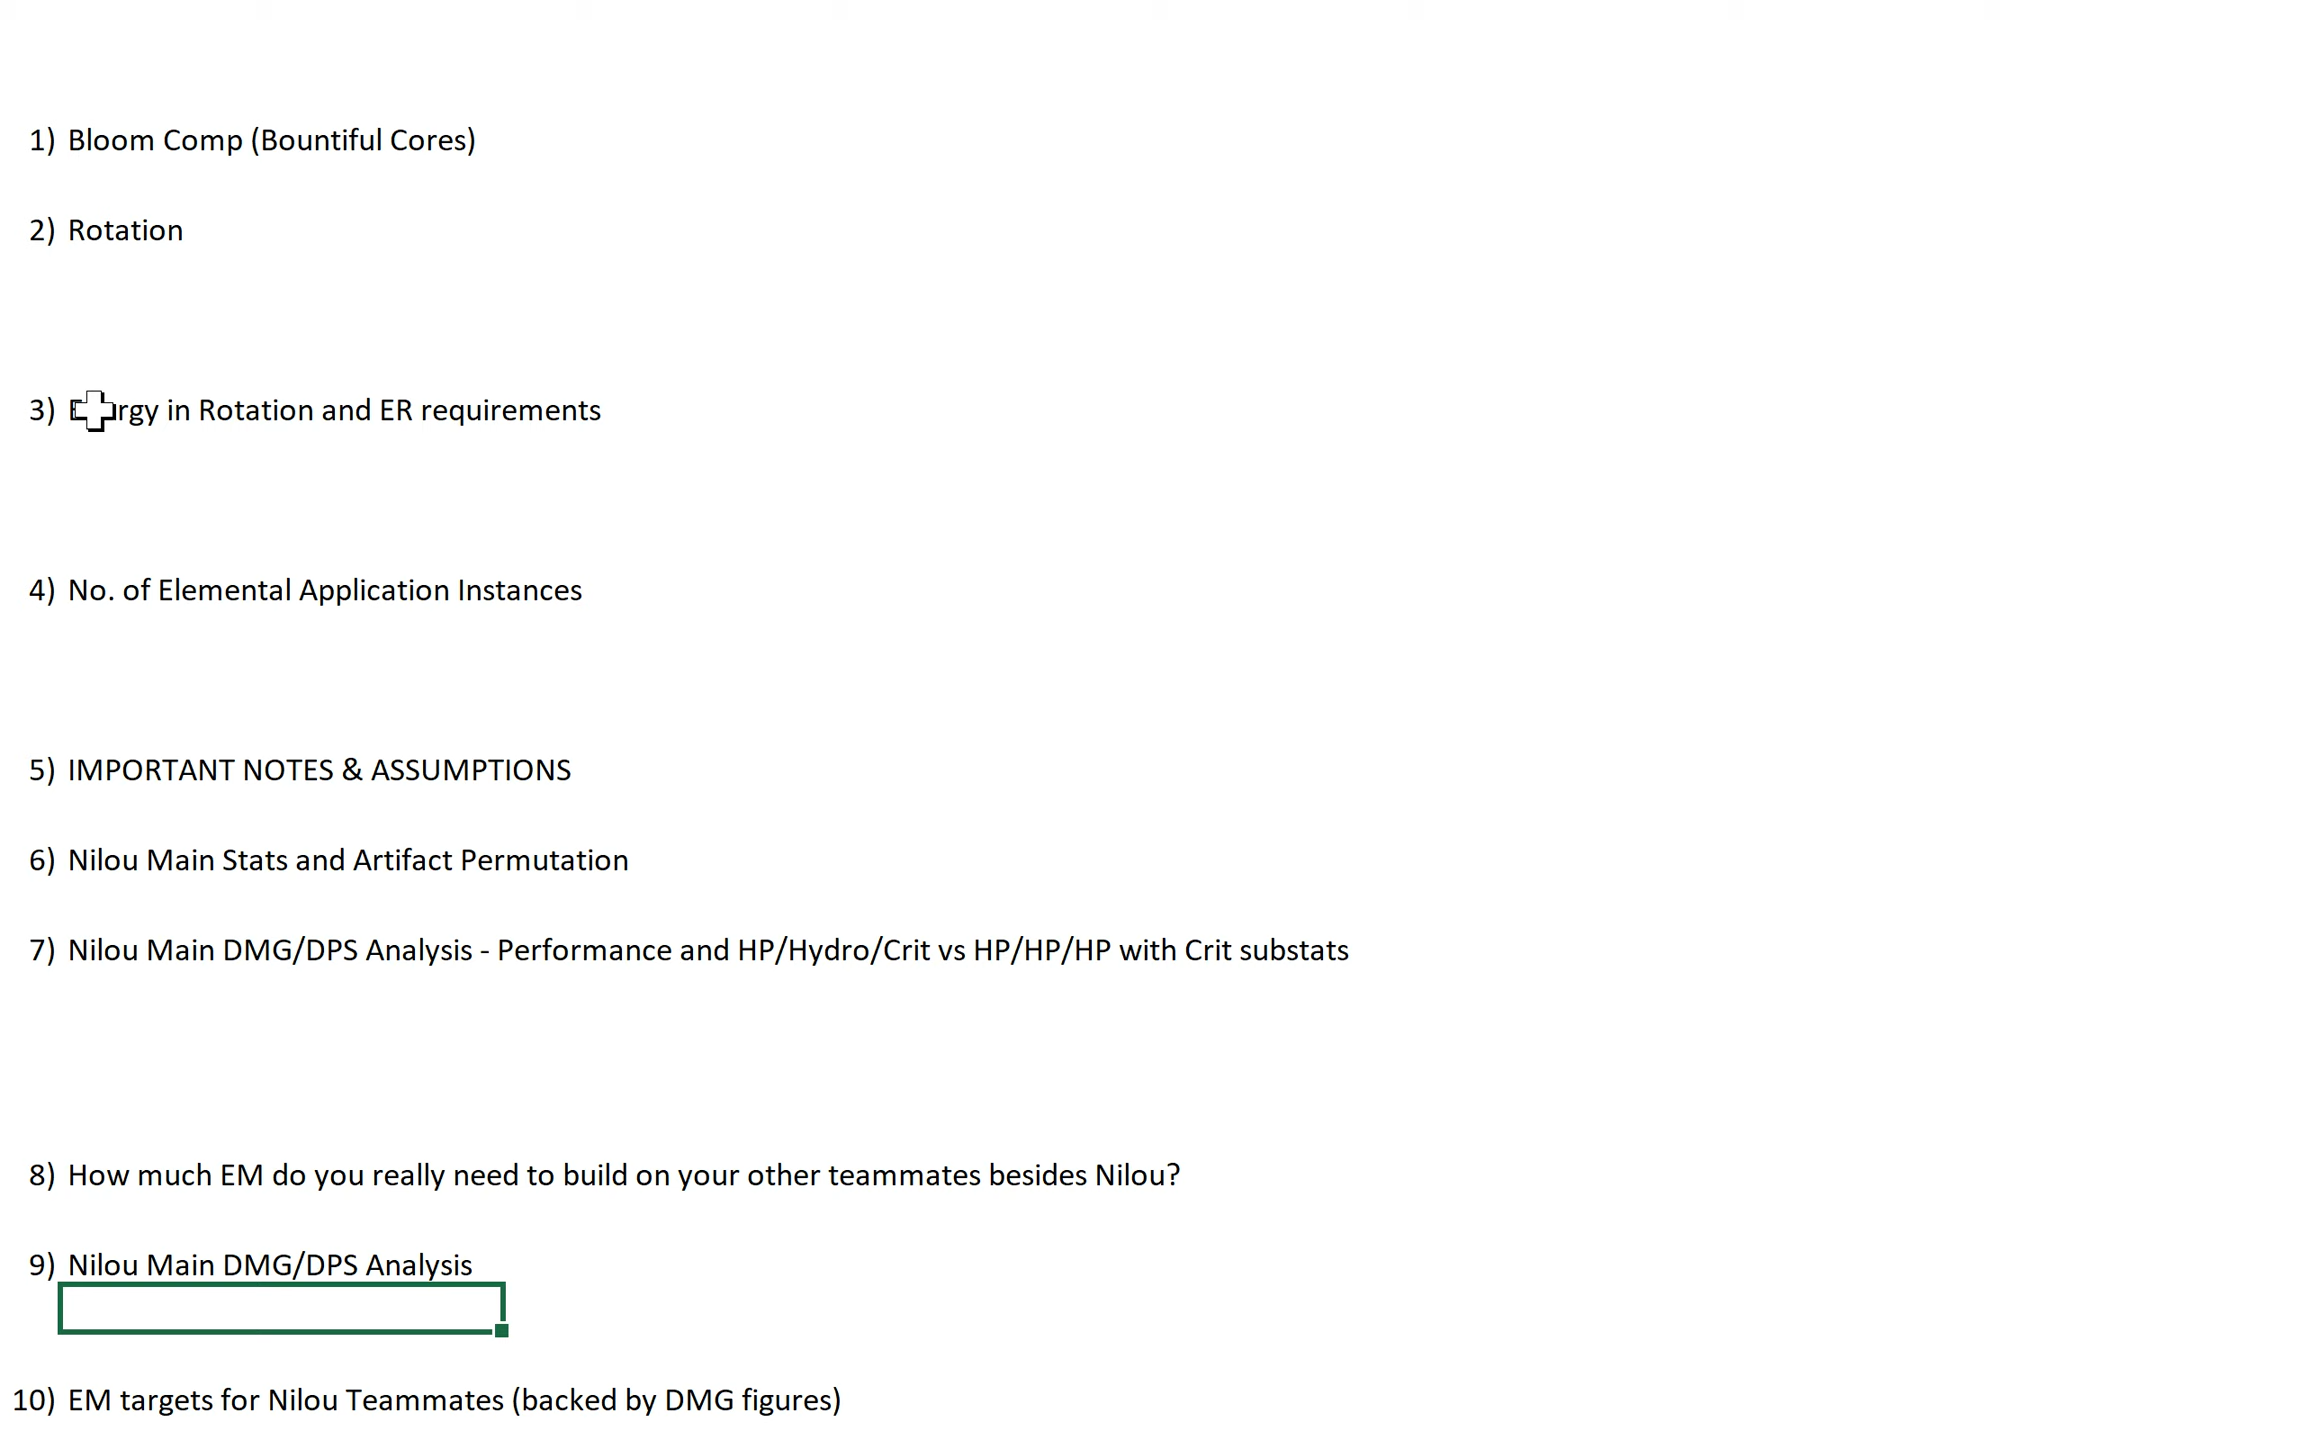 1) Bloom Comp (Bountiful Cores)
2) Rotation
3) Energy in Rotation and ER requirements
4) No. of Elemental Application Instances
5) IMPORTANT NOTES & ASSUMPTIONS
6) Nilou Main Stats and Artifact Permutation
7) Nilou Main DMG/DPS Analysis - Performance and HP/Hydro/Crit vs HP/HP/HP with Crit substats
8) How much EM do you really need to build on your other teammates besides Nilou?
9) Nilou Main DMG/DPS Analysis
10) EM targets for Nilou Teammates (backed by DMG figures)